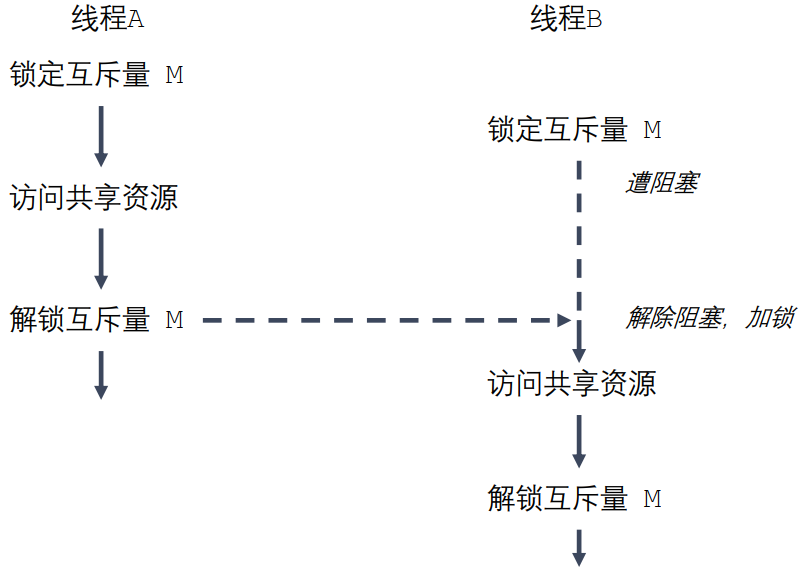 线程A
锁定互斥量 M
访问共享资源
解锁互斥量 M
线程B
锁定互斥量 M
遭阻塞
解除阻塞，加锁
访问共享资源
解锁互斥量 M